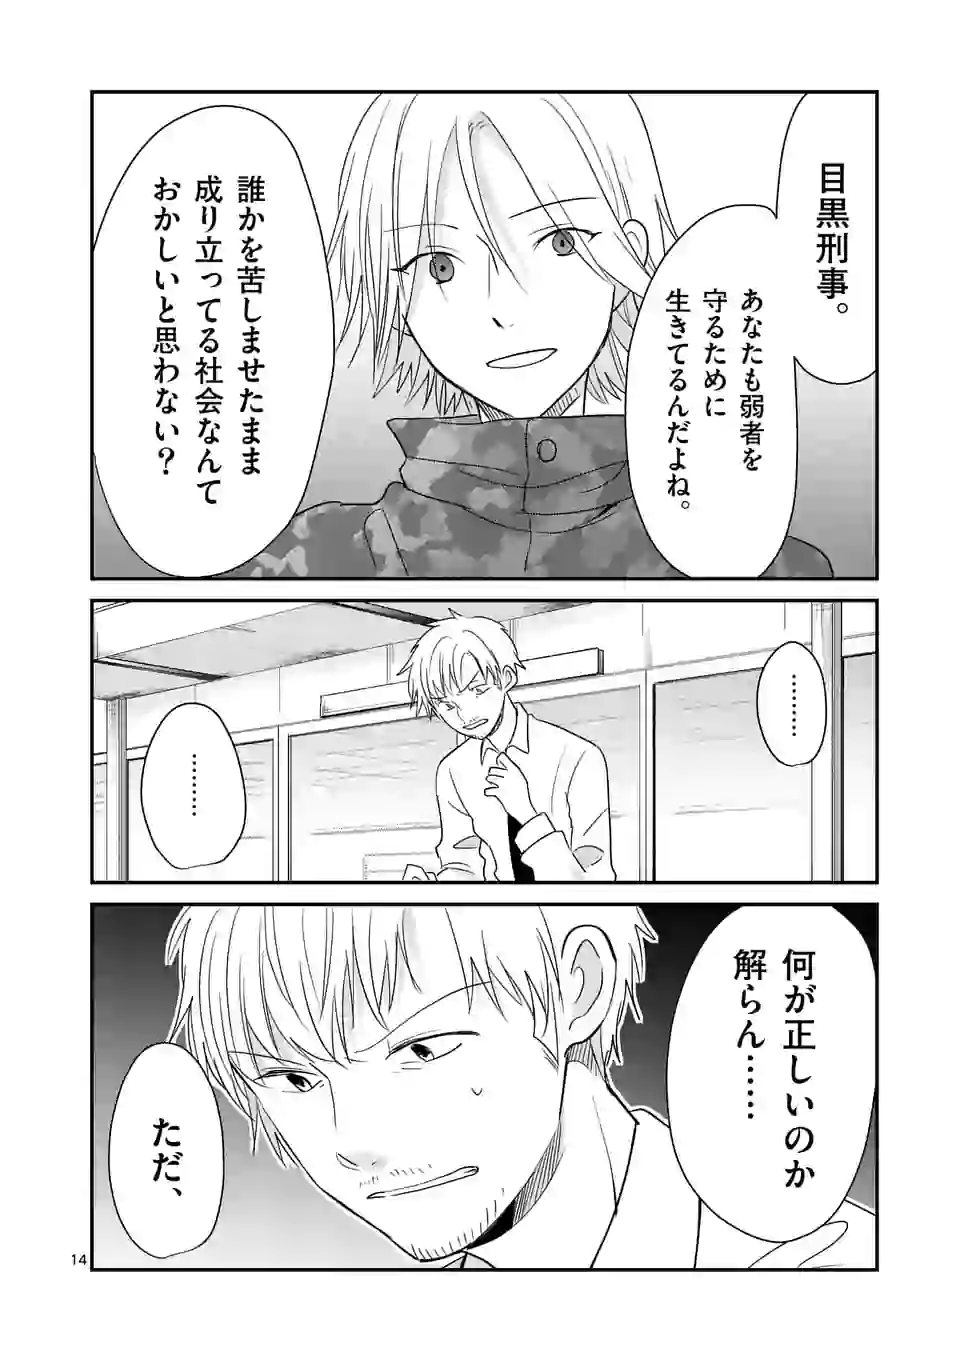 目黒刑事。
あなたも弱者を
守るために
生きてるんだよね。
誰かを苦しませたまま
成り立ってる社会なんて
おかしいと思わない？
………
………
何が正しいのか
解らん……
ただ、
14